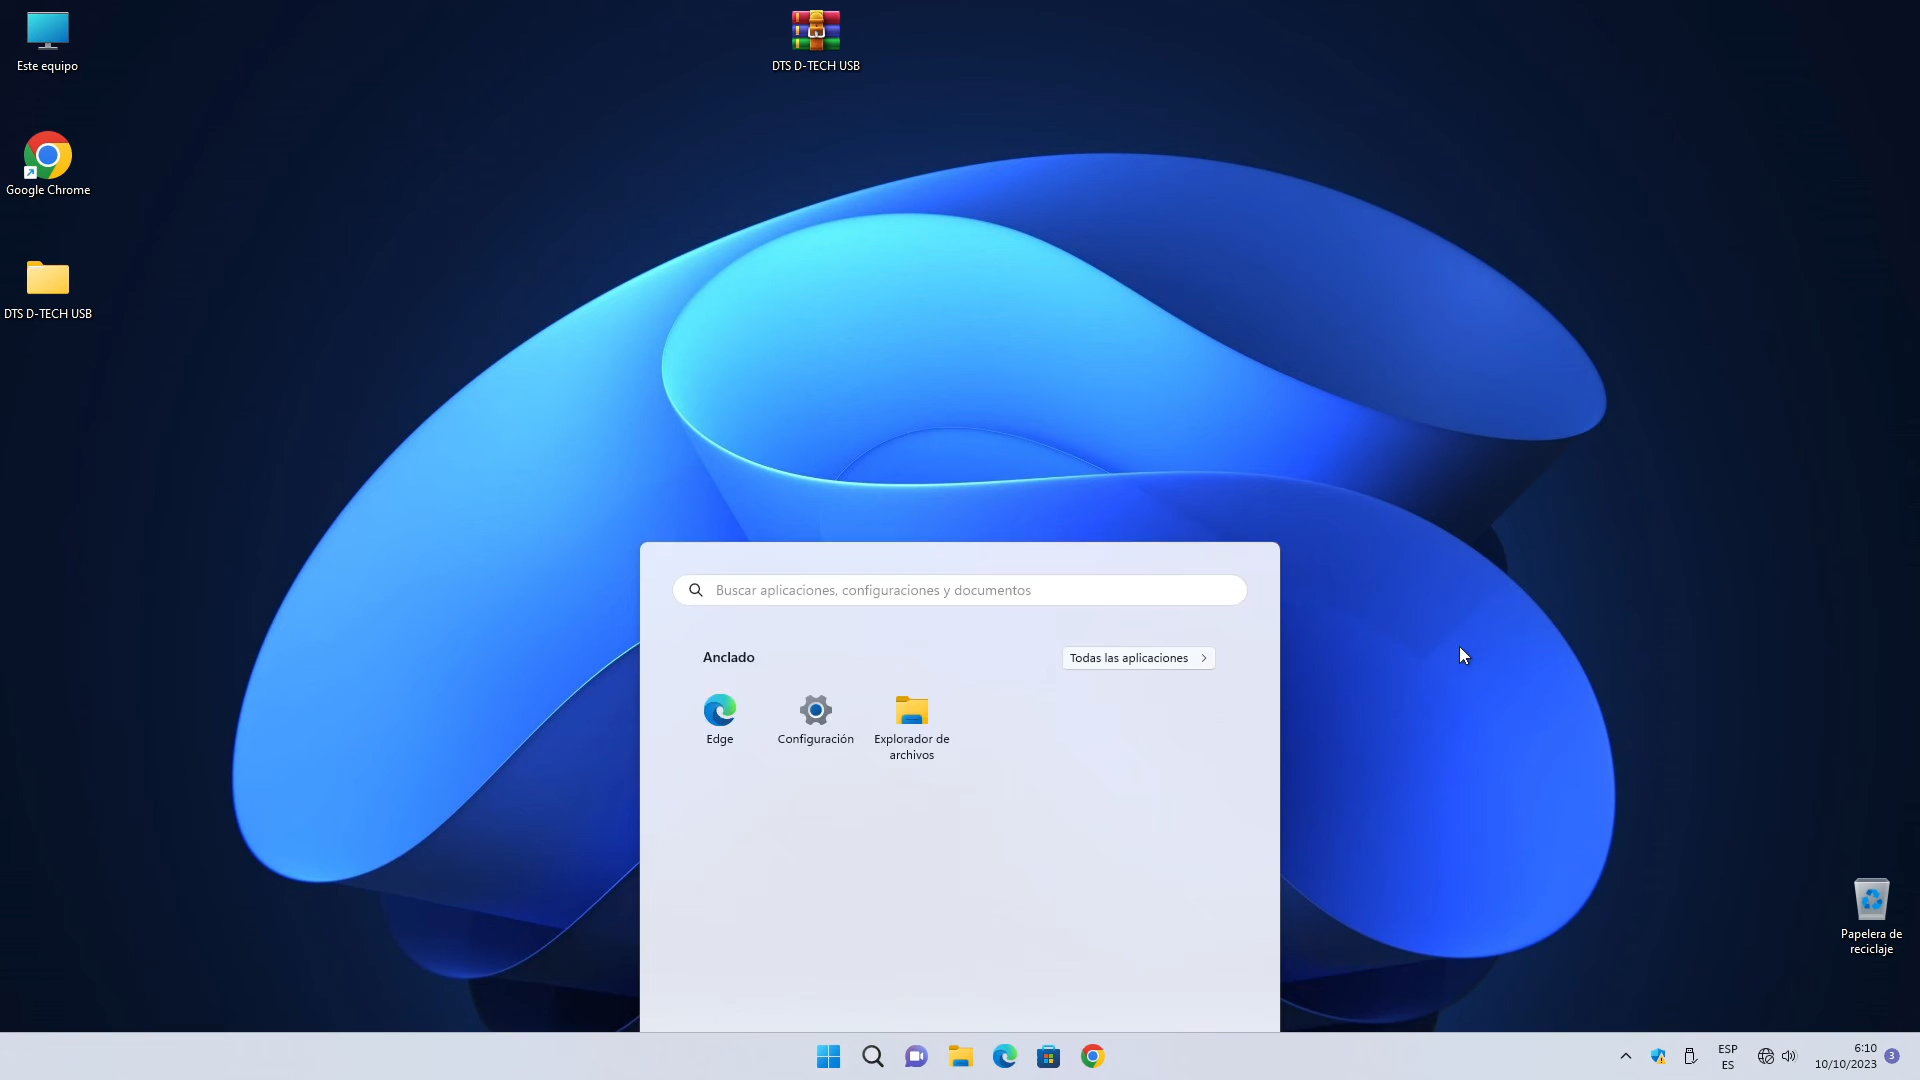 Este equipo
DTS D-TECH USB
Google Chrome
DTS D-TECH USB
Buscar aplicaciones, configuraciones y documentos
Anclado
Todas las aplicaciones
Edge
Configuración
Explorador de
archivos
Papelera de
reciclaje
ESP
ES
6:10
10/10/2023
3